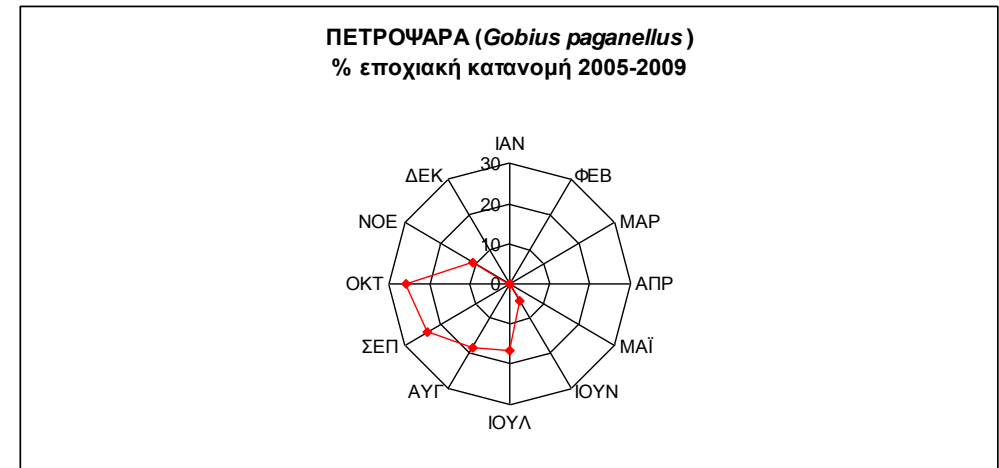 ΠΕΤΡΟΨΑΡΑ (Gobius paganellus)
% εποχιακή κατανομή 2005-2009
ΙΑΝ
30
ΔΕΚ
ΦΕΒ
20
ΝΟΕ
ΜΑΡ
10
ΟΚΤ
0
ΑΠΡ
ΣΕΠ
ΜΑΪ
ΑΥΓ
ΙΟΥΝ
ΙΟΥΛ